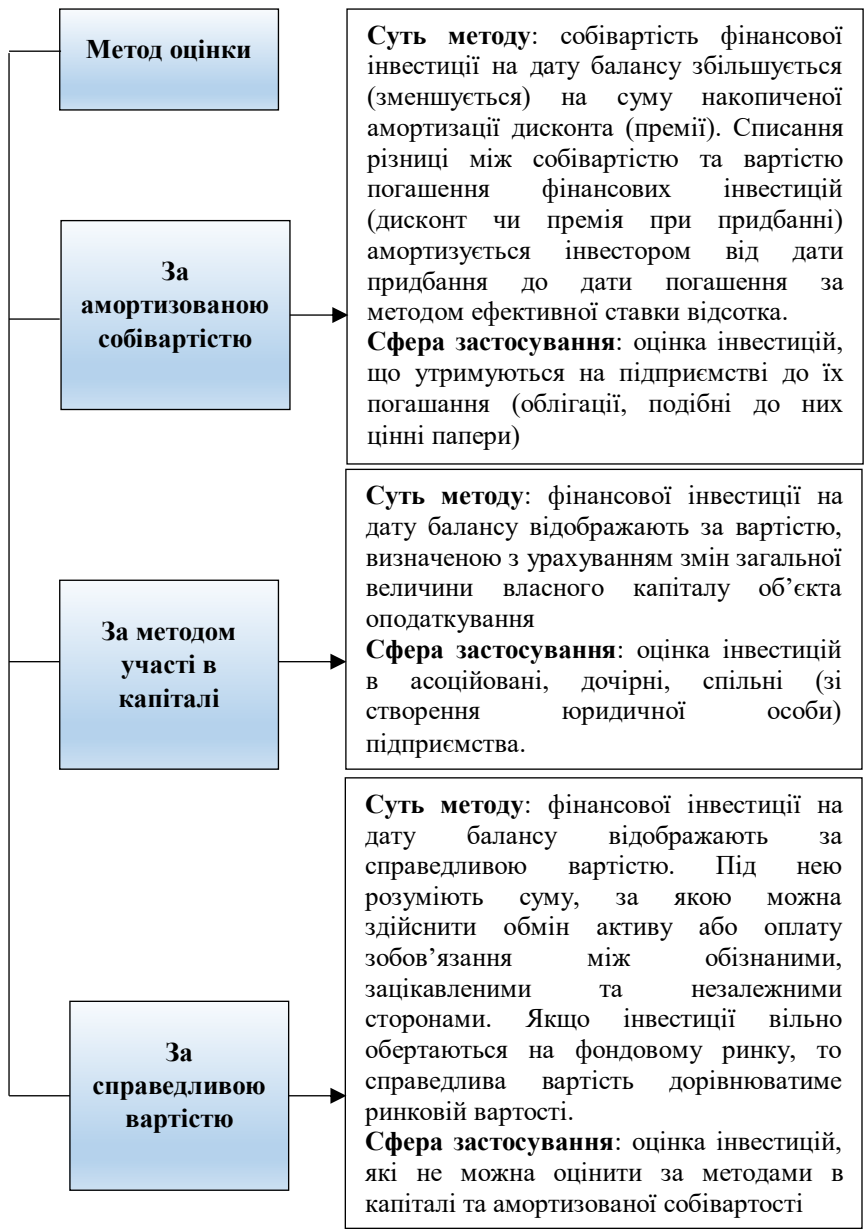 Метод оцінки
Суть методу: собівартість фінансової
інвестиції на дату балансу збільшується
(зменшується) на суму накопиченої
амортизації дисконта (премії). Списання
різниці між собівартістю та вартістю
погашення фінансових інвестицій
(дисконт чи премія при придбанні)
амортизується інвестором від дати
придбання до дати погашення за
методом ефективної ставки відсотка.
Сфера застосування: оцінка інвестицій,
що утримуються на підприємстві до їх
погашання (облігації, подібні до них
цінні папери)
За
амортизованою
собівартістю
Суть методу: фінансової інвестиції на
дату балансу відображають за вартістю,
визначеною з урахуванням змін загальної
величини власного капіталу об’єкта
оподаткування
Сфера застосування: оцінка інвестицій
в асоційовані, дочірні, спільні (зі
створення юридичної особи)
підприємства.
За методом
участі в
капіталі
Суть методу: фінансової інвестиції на
дату балансу відображають за
справедливою вартістю. Під нею
розуміють суму, за якою можна
здійснити обмін активу або оплату
зобов’язання між обізнаними,
зацікавленими та незалежними
сторонами. Якщо інвестиції вільно
обертаються на фондовому ринку, то
справедлива вартість дорівнюватиме
ринковій вартості.
Сфера застосування: оцінка інвестицій,
які не можна оцінити за методами в
капіталі та амортизованої собівартості
За
справедливою
вартістю